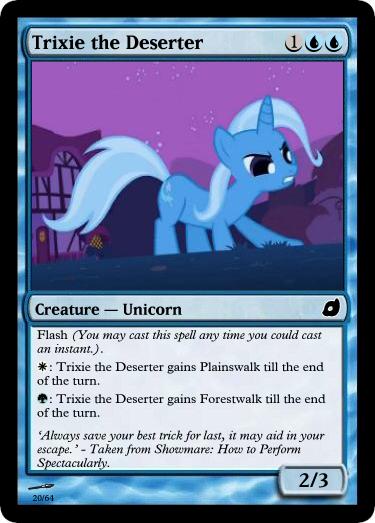 Trixie the Deserter 1
Creature — Unicorn
Flash (You may cast this spell any time you could cast
an instant.).
: Trixie the Deserter gains Plainswalk till the end
of the turn.
: Trixie the Deserter gains Forestwalk till the end
of the turn.
'Always save your best trick for last, it may aid in your
escape.' - Taken from Showmare: How to Perform
Spectacularly.
2/3
20/64